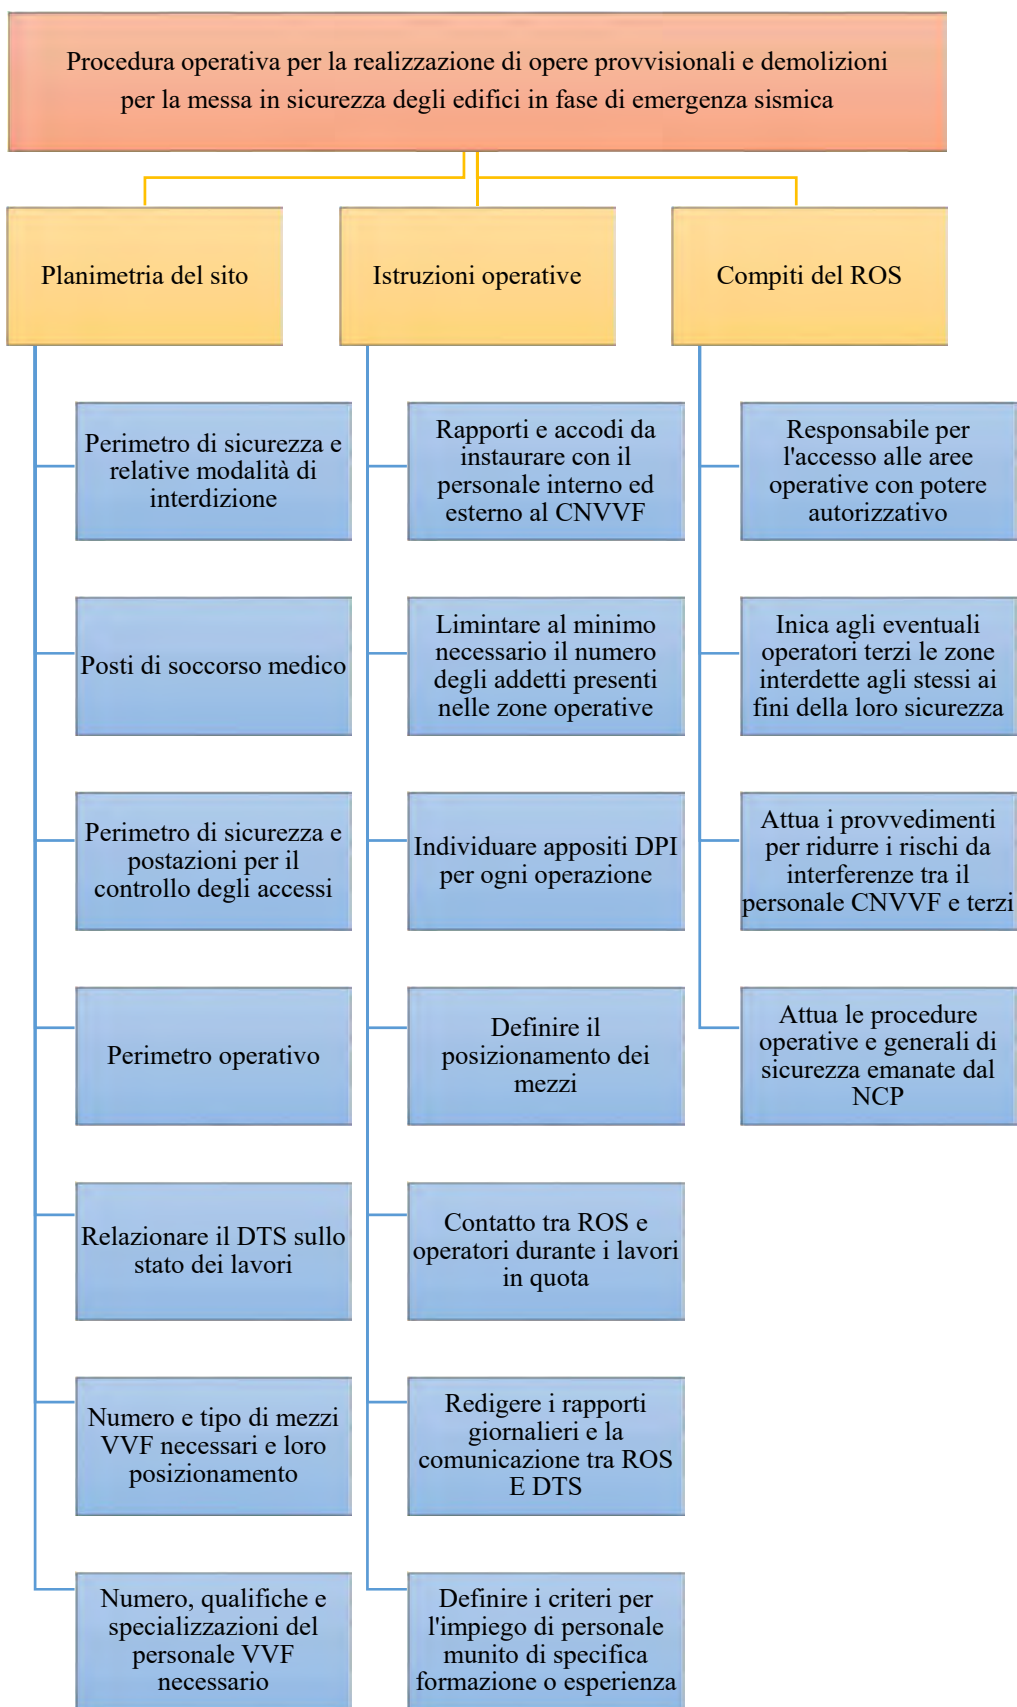 Procedura operativa per la realizzazione di opere provvisionali e demolizioni
per la messa in sicurezza degli edifici in fase di emergenza sismica
Planimetria del sito
Perimetro di sicurezza e
relative modalità di
interdizione
Posti di soccorso medico
Perimetro di sicurezza e
postazioni per il
controllo degli accessi
Perimetro operativo
Relazionare il DTS sullo
stato dei lavori
Numero e tipo di mezzi
VVF necessari e loro
posizionamento
Numero, qualifiche e
specializzazioni del
personale VVF
necessario
Istruzioni operative
Rapporti e accodi da
instaurare con il
personale interno ed
esterno al CNVVF
Limintare al minimo
necessario il numero
degli addetti presenti
nelle zone operative
Individuare appositi DPI
per ogni operazione
Definire il
posizionamento dei
mezzi
Contatto tra ROS e
operatori durante i lavori
in quota
Redigere i rapporti
giornalieri e la
comunicazione tra ROS
E DTS
Definire i criteri per
l'impiego di personale
munito di specifica
formazione o esperienza
Compiti del ROS
Responsabile per
l'accesso alle aree
operative con potere
autorizzativo
Inica agli eventuali
operatori terzi le zone
interdette agli stessi ai
fini della loro sicurezza
Attua i provvedimenti
per ridurre i rischi da
interferenze tra il
personale CNVVF e terzi
Attua le procedure
operative e generali di
sicurezza emanate dal
NCP